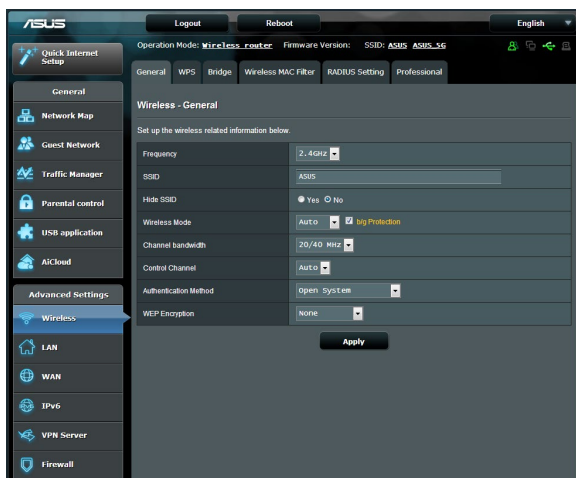 ASUS
Logout
Reboot
English
Quick Internet Setup
Operation Mode: Wireless router Firmware Version: SSID: ASUS ASUS_5G
General
WPS
Bridge
Wireless MAC Filter
RADIUS Setting
Professional
General
Network Map
Guest Network
Traffic Manager
Parental control
USB application
AiCloud
Advanced Settings
Wireless
LAN
WAN
IPv6
VPN Server
Firewall
Wireless - General
Set up the wireless related information below.
Frequency 2.4GHz
SSID ASUS
Hide SSID Yes No
Wireless Mode Auto b/g Protection
Channel bandwidth 20/40 MHz
Control Channel Auto
Authentication Method Open System
WEP Encryption None
Apply